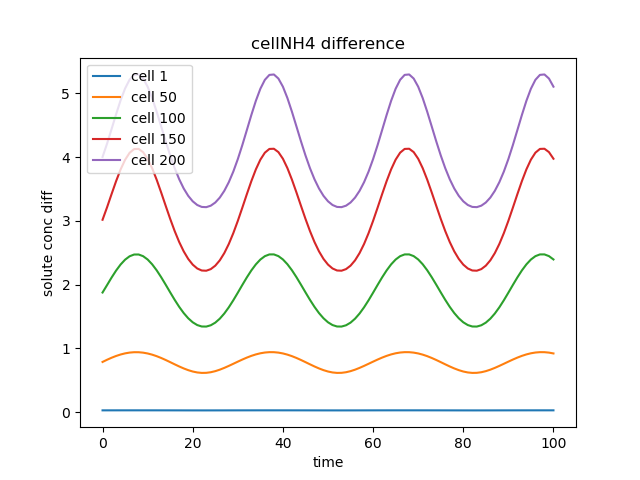 cellNH4 difference
cell 1
cell 50
cell 100
cell 150
cell 200
solute conc diff
5
4
3
2
1
0
0 20 40 60 80 100
time